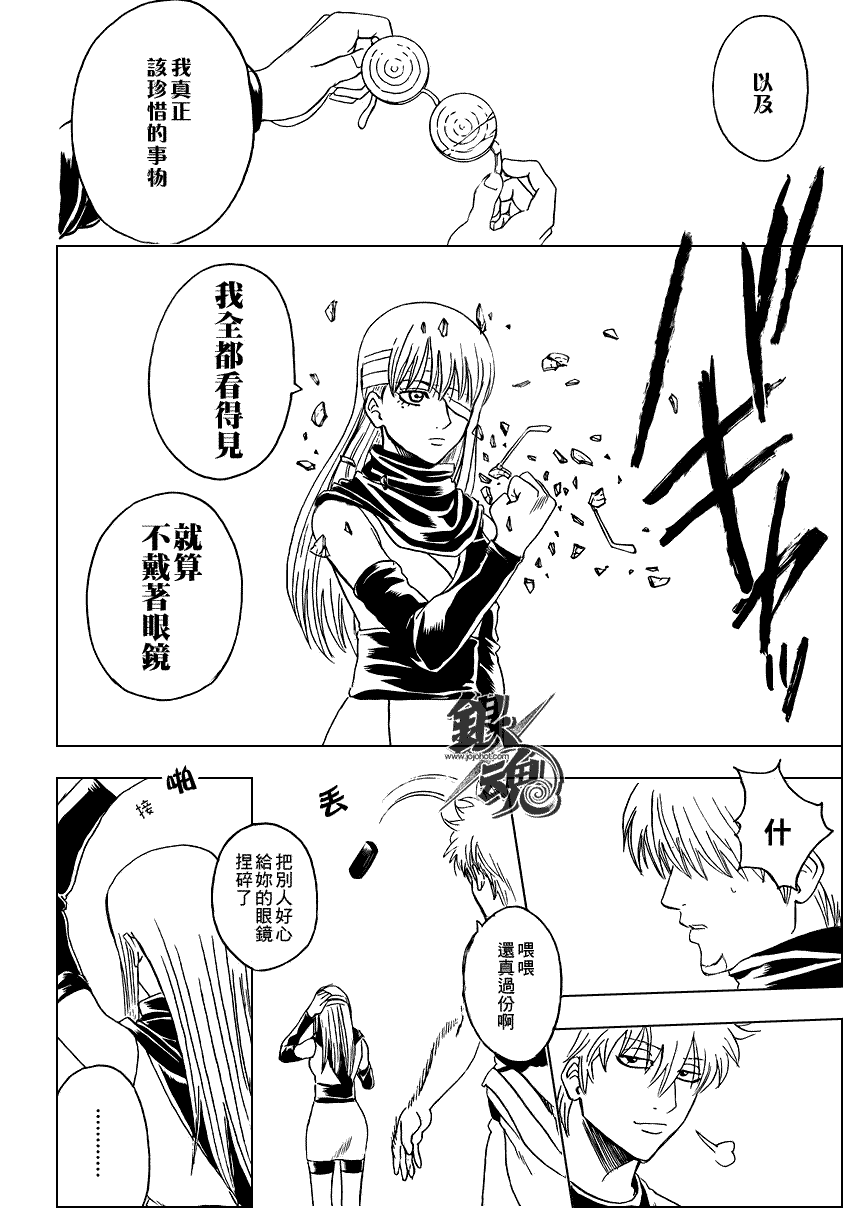 以及
我真正
該珍惜的事物
我全都看得見
就算
不戴著眼鏡
銀魂
www.jojohot.com
什
喂喂
還真過份啊
丟
把別人好心
給妳的眼鏡
捏碎了
啪
接
………